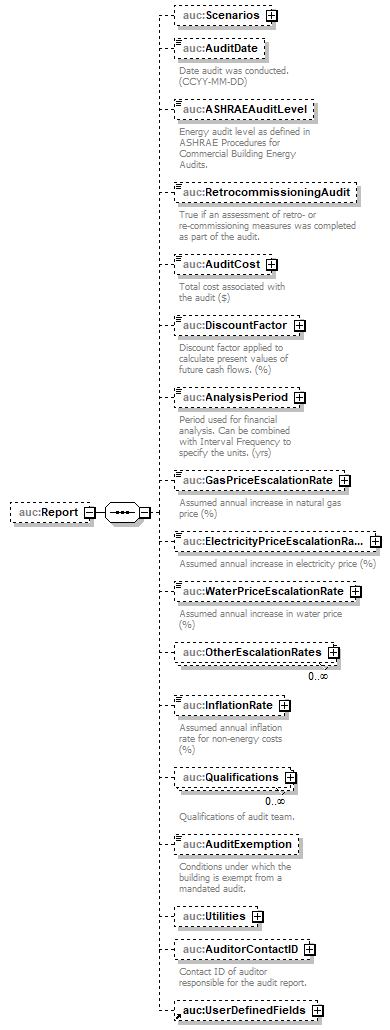 auc:Scenarios
auc:AuditDate
Date audit was conducted.
(CCYY-MM-DD)
auc:ASHRAEAuditLevel
Energy audit level as defined in
ASHRAE Procedures for
Commercial Building Energy
Audits.
auc:RetrocommissioningAudit
True if an assessment of retro- or
re-commissioning measures was completed
as part of the audit.
auc:AuditCost
Total cost associated with
the audit ($)
auc:DiscountFactor
Discount factor applied to
calculate present values of
future cash flows. (%)
auc:AnalysisPeriod
Period used for financial
analysis. Can be combined
with Interval Frequency to
specify the units. (yrs)
auc:GasPriceEscalationRate
Assumed annual increase in natural gas
price (%)
auc:Report
auc:ElectricityPriceEscalationRa...
Assumed annual increase in electricity price (%)
auc:WaterPriceEscalationRate
Assumed annual increase in water price
(%)
auc:OtherEscalationRates
0..∞
auc:InflationRate
Assumed annual inflation
rate for non-energy costs
(%)
auc:Qualifications
0..∞
Qualifications of audit team.
auc:AuditExemption
Conditions under which the
building is exempt from a
mandated audit.
auc:Utilities
auc:AuditorContactID
Contact ID of auditor
responsible for the audit report.
auc:UserDefinedFields